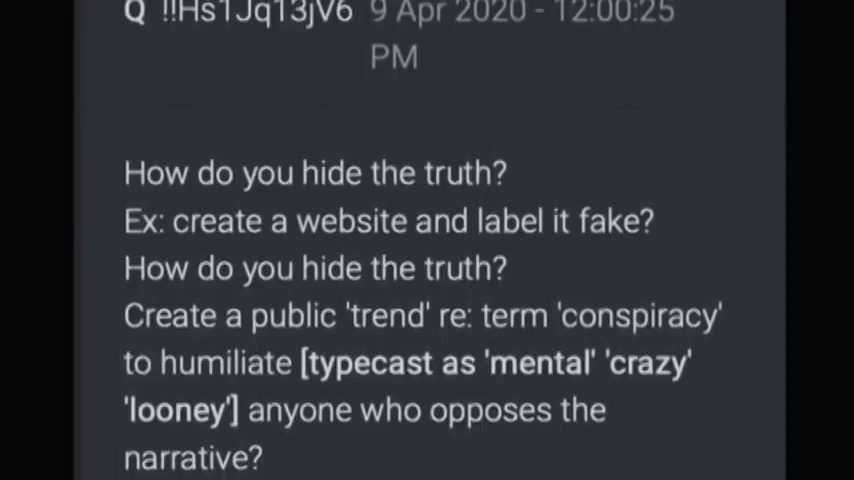 Q !!Hs1Jq13jV6 9 Apr 2020 - 12:00:25
PM
How do you hide the truth?
Ex: create a website and label it fake?
How do you hide the truth?
Create a public 'trend' re: term 'conspiracy'
to humiliate [typecast as 'mental' 'crazy'
'looney'] anyone who opposes the
narrative?